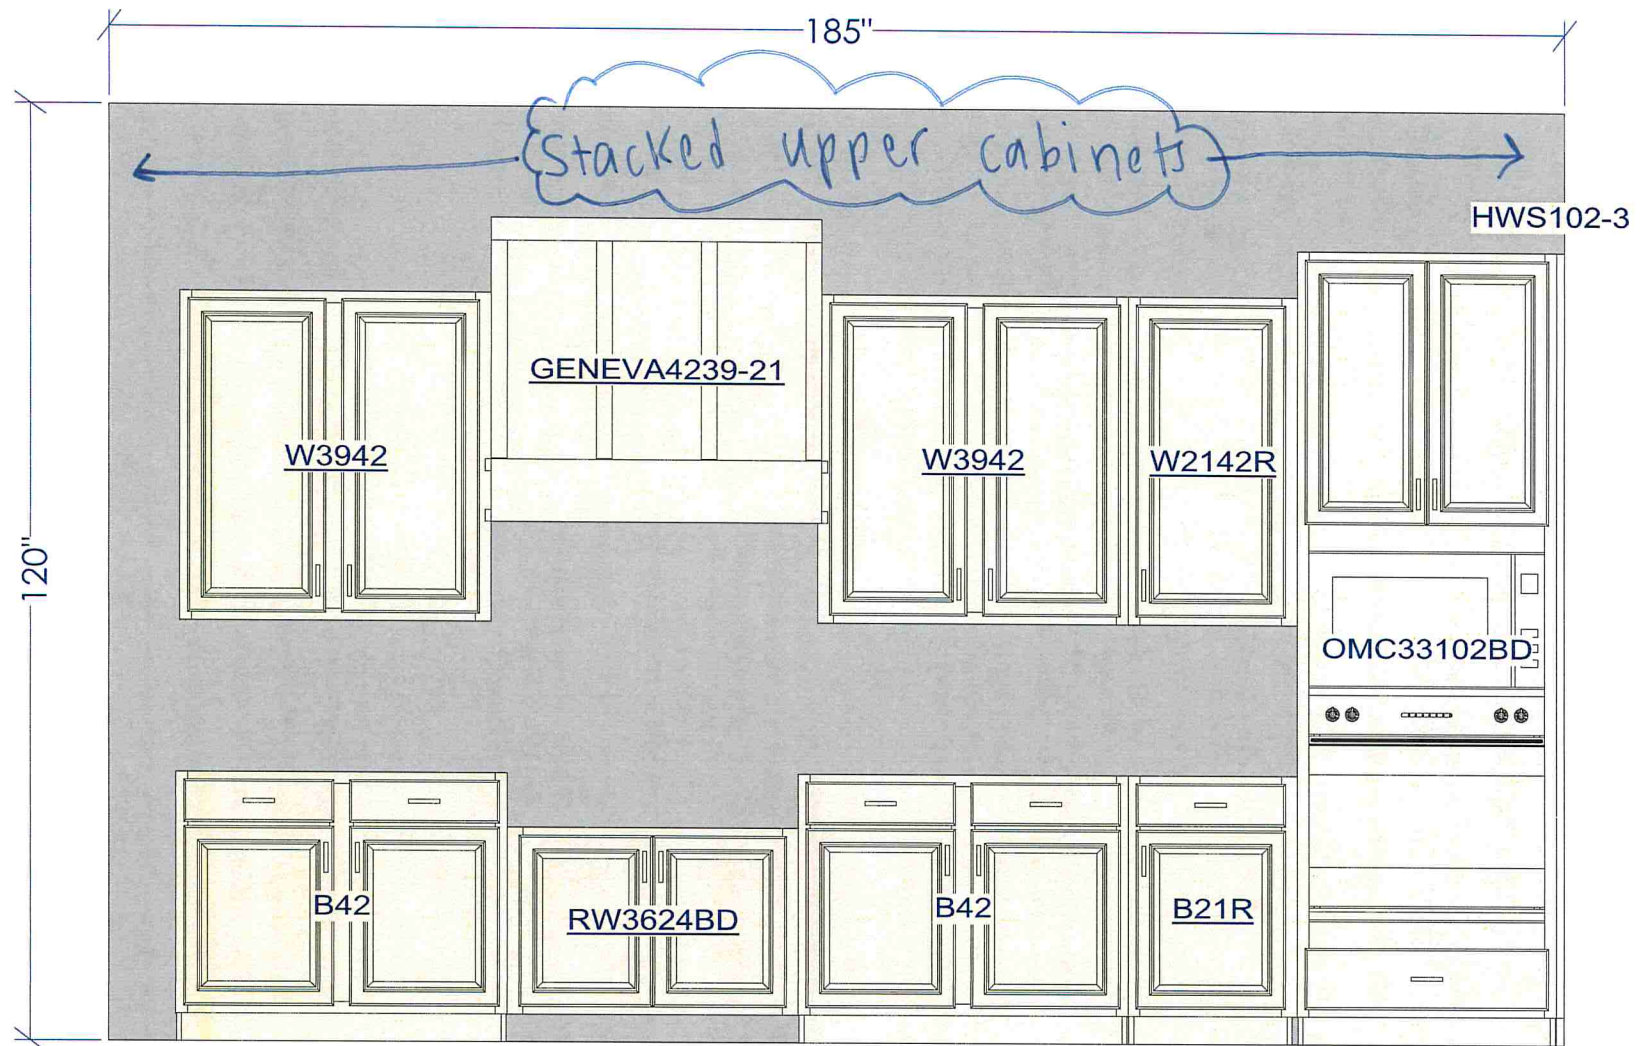 185"
Stacked upper cabinets
HWS102-3
GENEVA4239-21
W3942
W3942
W2142R
120"
OMC33102BD
B42
RW3624BD
B42
B21R